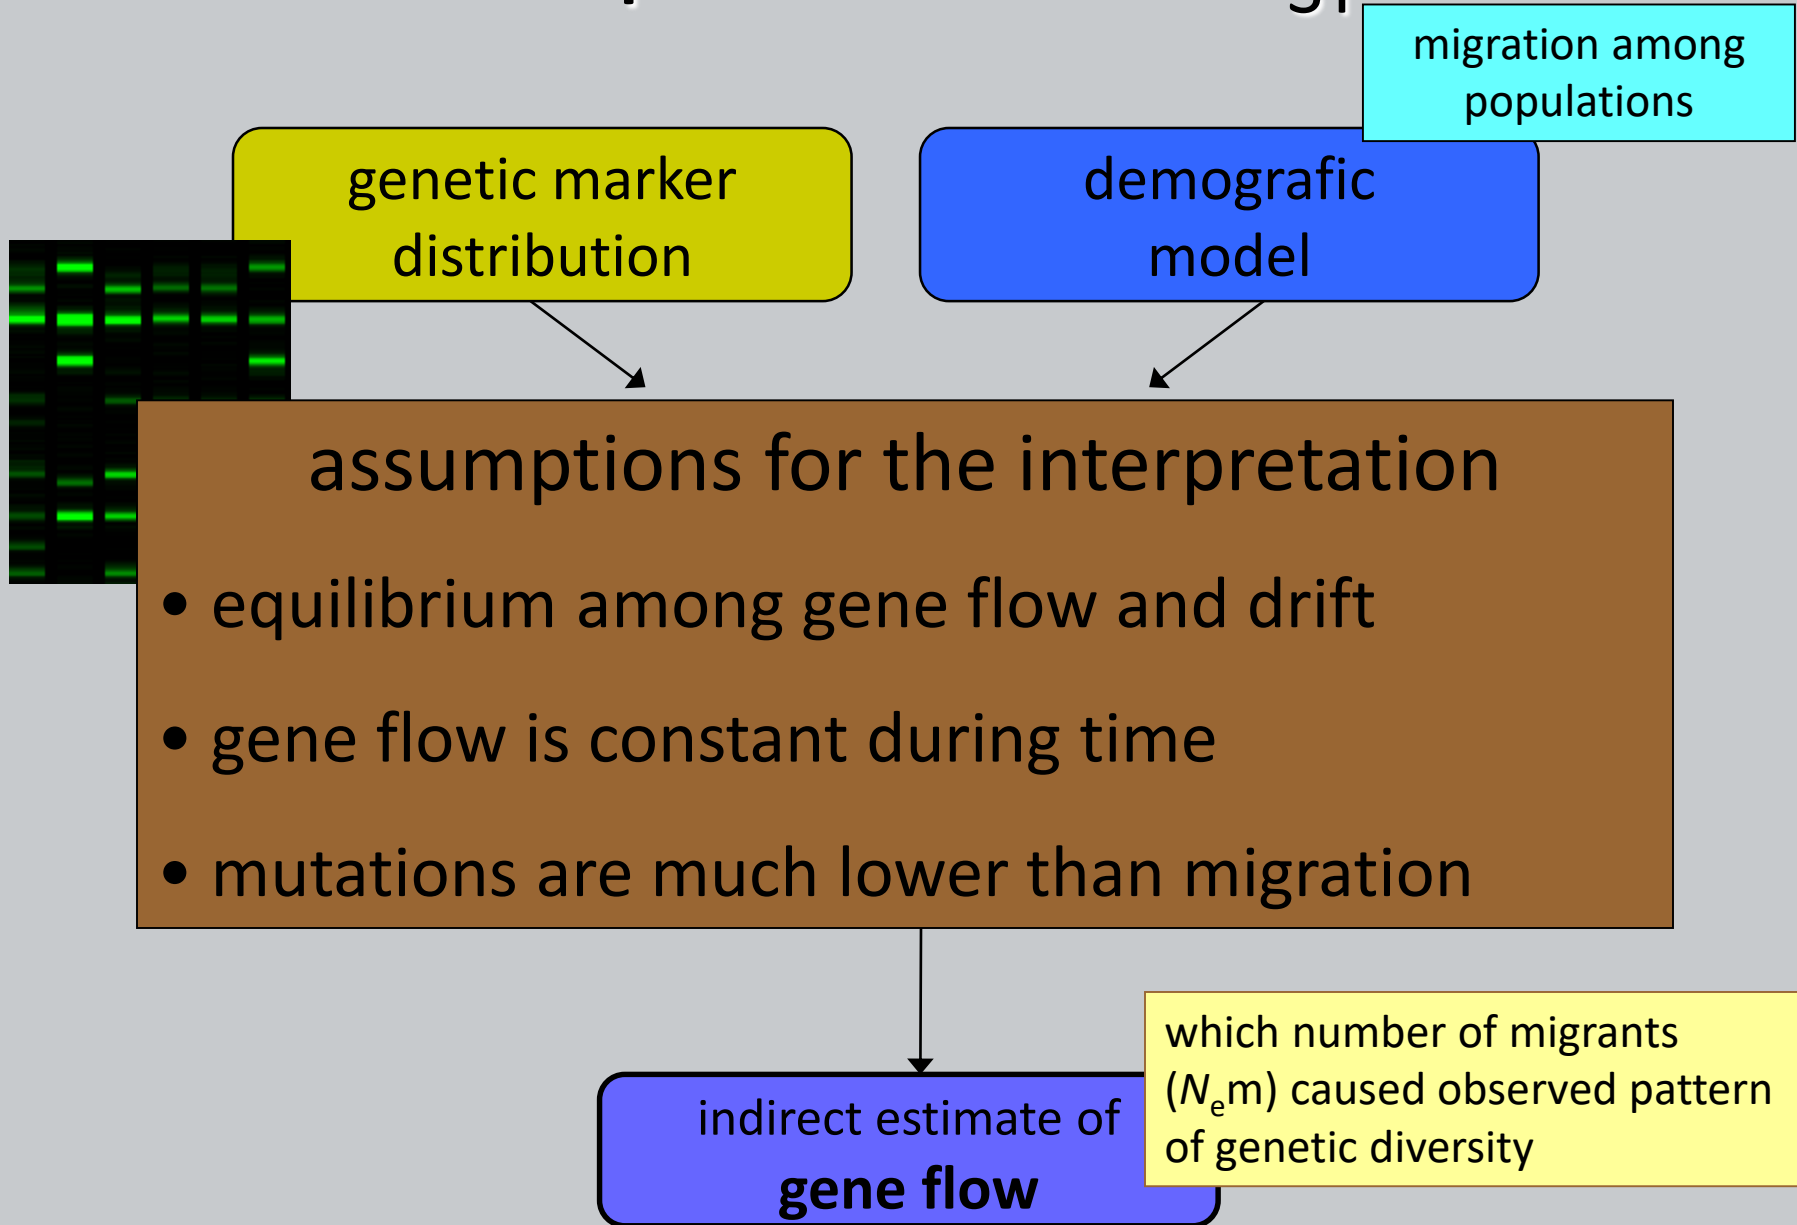 migration among
populations
genetic marker
distribution
demografic
model
assumptions for the interpretation
• equilibrium among gene flow and drift
• gene flow is constant during time
• mutations are much lower than migration
which number of migrants
(Nₑm) caused observed pattern
of genetic diversity
indirect estimate of
gene flow